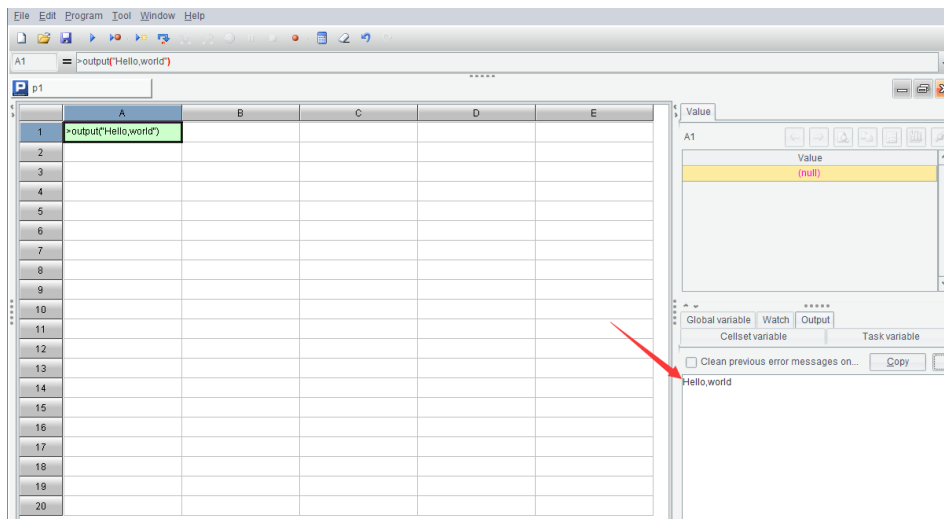 File Edit Program Tool Window Help
A1 = >output("Hello,world")
P p1
A B C D E
1 >output("Hello,world")
2
3
4
5
6
7
8
9
10
11
12
13
14
15
16
17
18
19
20
Value
A1
Value
(null)
Global variable Watch Output
Cellset variable Task variable
Clean previous error messages on... Copy
Hello,world